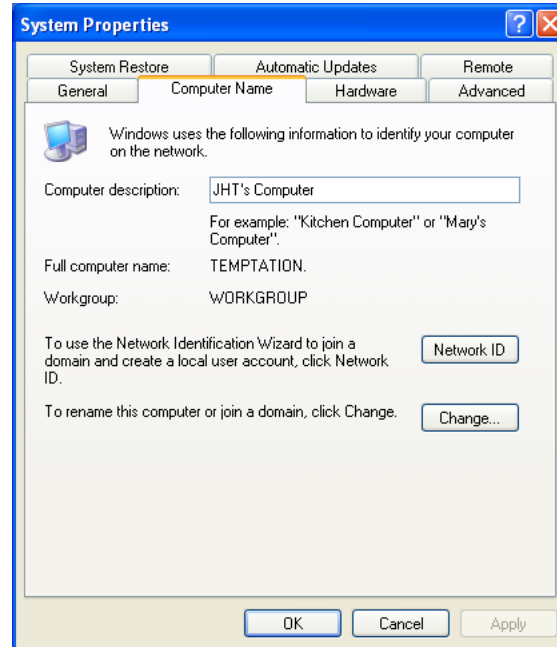 System Properties
System Restore
Automatic Updates
Remote
General
Computer Name
Hardware
Advanced
Windows uses the following information to identify your computer
on the network.
Computer description:
JHT's Computer
For example: "Kitchen Computer" or "Mary's
Computer".
Full computer name:
TEMPTATION.
Workgroup:
WORKGROUP
To use the Network Identification Wizard to join a
domain and create a local user account, click Network
ID.
Network ID
To rename this computer or join a domain, click Change.
Change...
OK
Cancel
Apply